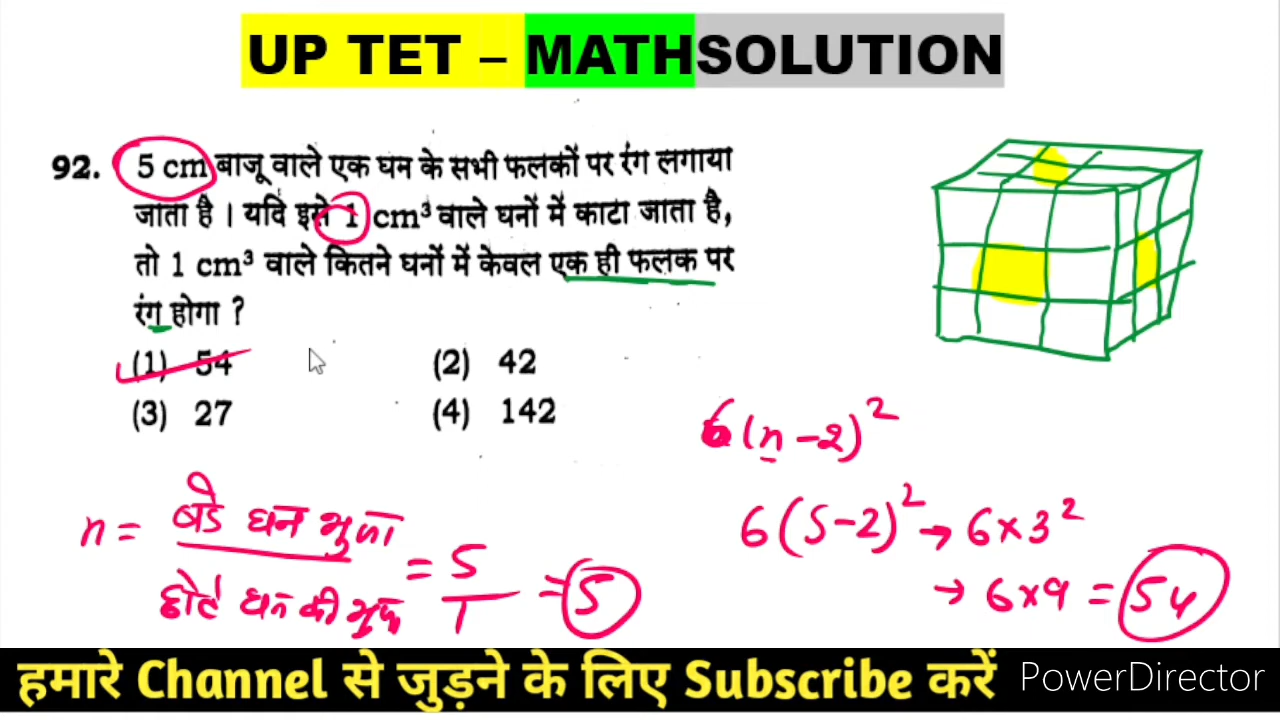 UP TET – MATHSOLUTION
92. 5 cm बाजू वाले एक घन के सभी फलकों पर रंग लगाया
जाता है । यदि इसे 1 cm³ वाले घनों में काटा जाता है,
तो 1 cm³ वाले कितने घनों में केवल एक ही फलक पर
रंग होगा ?
(1) 54 (2) 42
(3) 27 (4) 142
6(n-2)²
n = बडे घन भुजा / छोटे घन की भुजा = 5/1 = 5
6(5-2)² → 6×3²
→ 6×9 = 54
हमारे Channel से जुड़ने के लिए Subscribe करें
PowerDirector